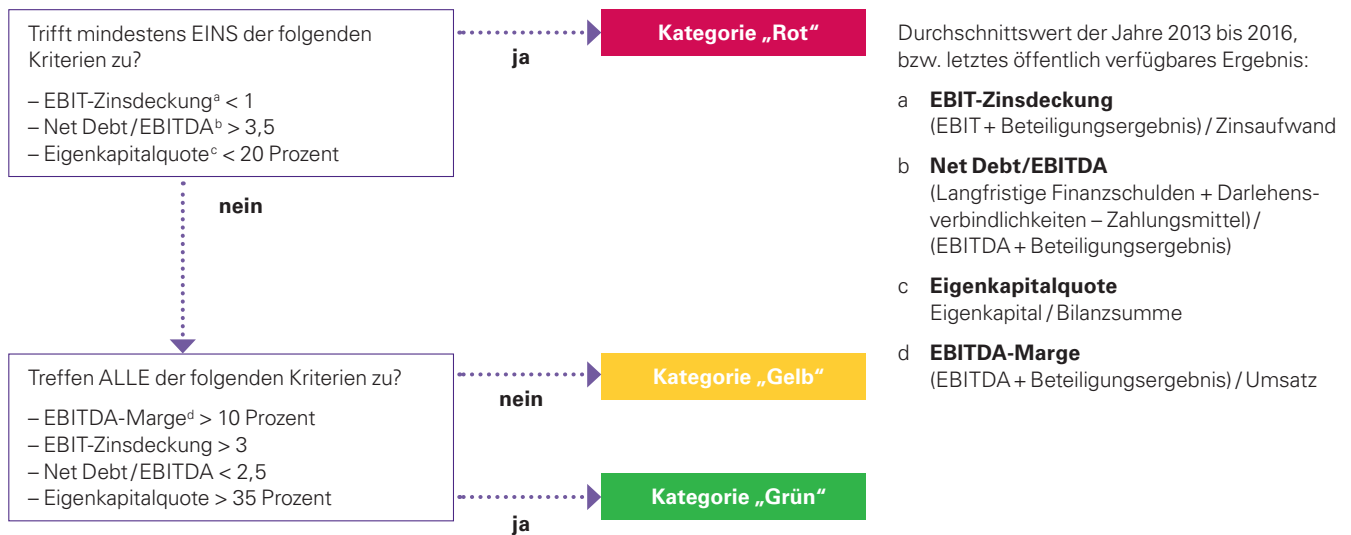 Trifft mindestens EINS der folgenden
Kriterien zu?
– EBIT-Zinsdeckungᵃ < 1
– Net Debt/EBITDAᵇ > 3,5
– Eigenkapitalquoteᶜ < 20 Prozent
ja
Kategorie „Rot“
nein
Treffen ALLE der folgenden Kriterien zu?
– EBITDA-Margeᵈ > 10 Prozent
– EBIT-Zinsdeckung > 3
– Net Debt/EBITDA < 2,5
– Eigenkapitalquote > 35 Prozent
nein
Kategorie „Gelb“
ja
Kategorie „Grün“
Durchschnittswert der Jahre 2013 bis 2016,
bzw. letztes öffentlich verfügbares Ergebnis:
a EBIT-Zinsdeckung
(EBIT + Beteiligungsergebnis) / Zinsaufwand
b Net Debt/EBITDA
(Langfristige Finanzschulden + Darlehens-
verbindlichkeiten – Zahlungsmittel) /
(EBITDA + Beteiligungsergebnis)
c Eigenkapitalquote
Eigenkapital / Bilanzsumme
d EBITDA-Marge
(EBITDA + Beteiligungsergebnis) / Umsatz